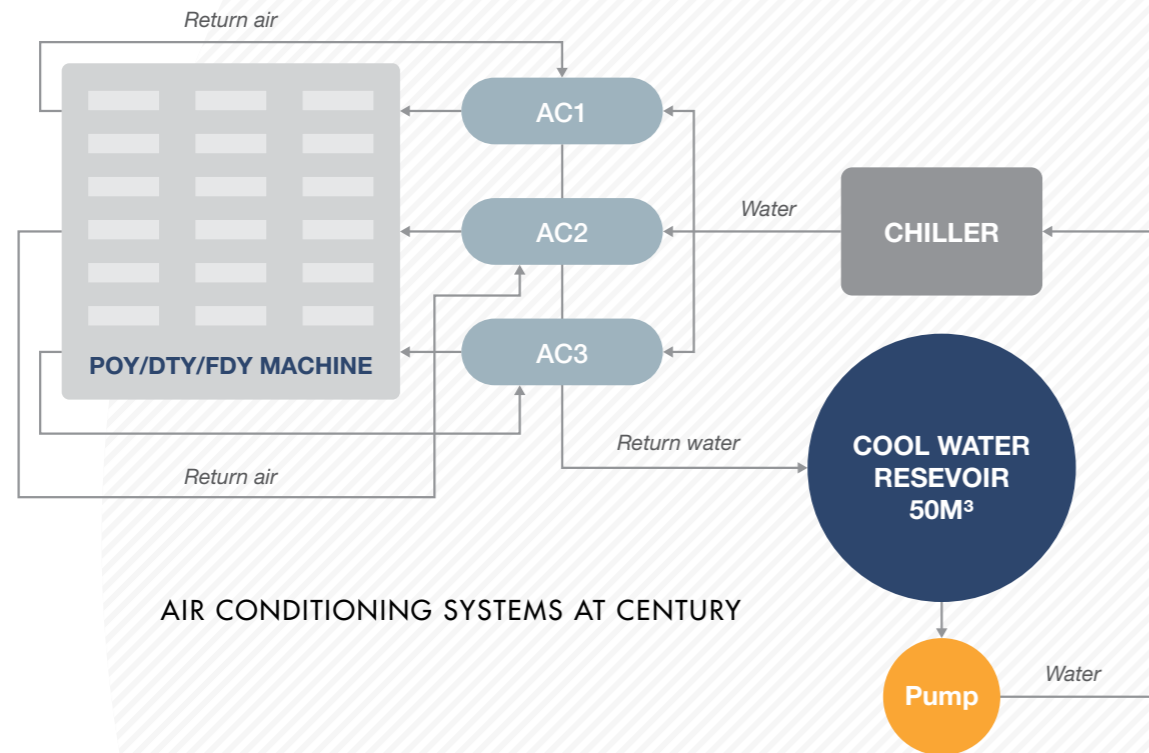 Return air
AC1
AC2
Water
CHILLER
AC3
POY/DTY/FDY MACHINE
Return water
Return air
COOL WATER
RESEVOIR
50M³
AIR CONDITIONING SYSTEMS AT CENTURY
Pump
Water